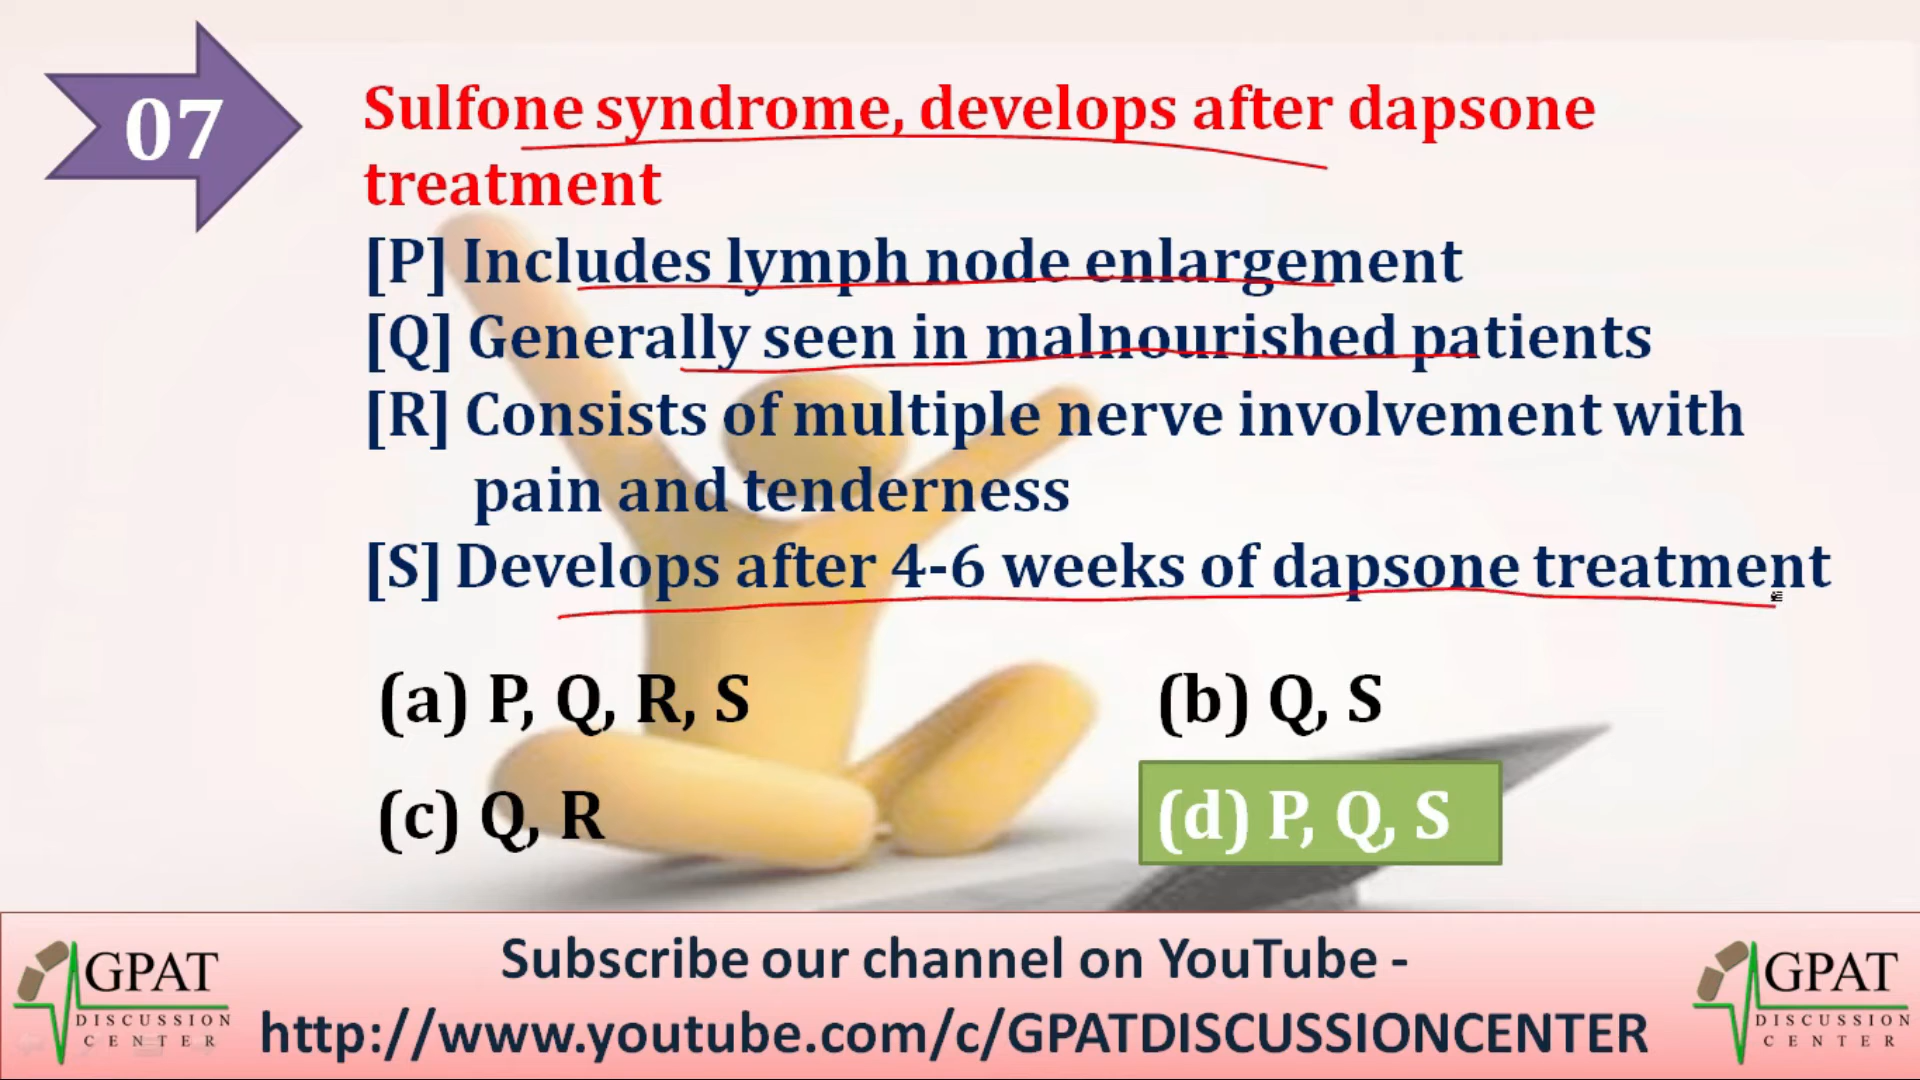 07
Sulfone syndrome, develops after dapsone
treatment
[P] Includes lymph node enlargement
[Q] Generally seen in malnourished patients
[R] Consists of multiple nerve involvement with
pain and tenderness
[S] Develops after 4-6 weeks of dapsone treatment
(a) P, Q, R, S
(b) Q, S
(c) Q, R
(d) P, Q, S
Subscribe our channel on YouTube -
http://www.youtube.com/c/GPATDISCUSSIONCENTER
GPAT
DISCUSSION
CENTER
GPAT
DISCUSSION
CENTER